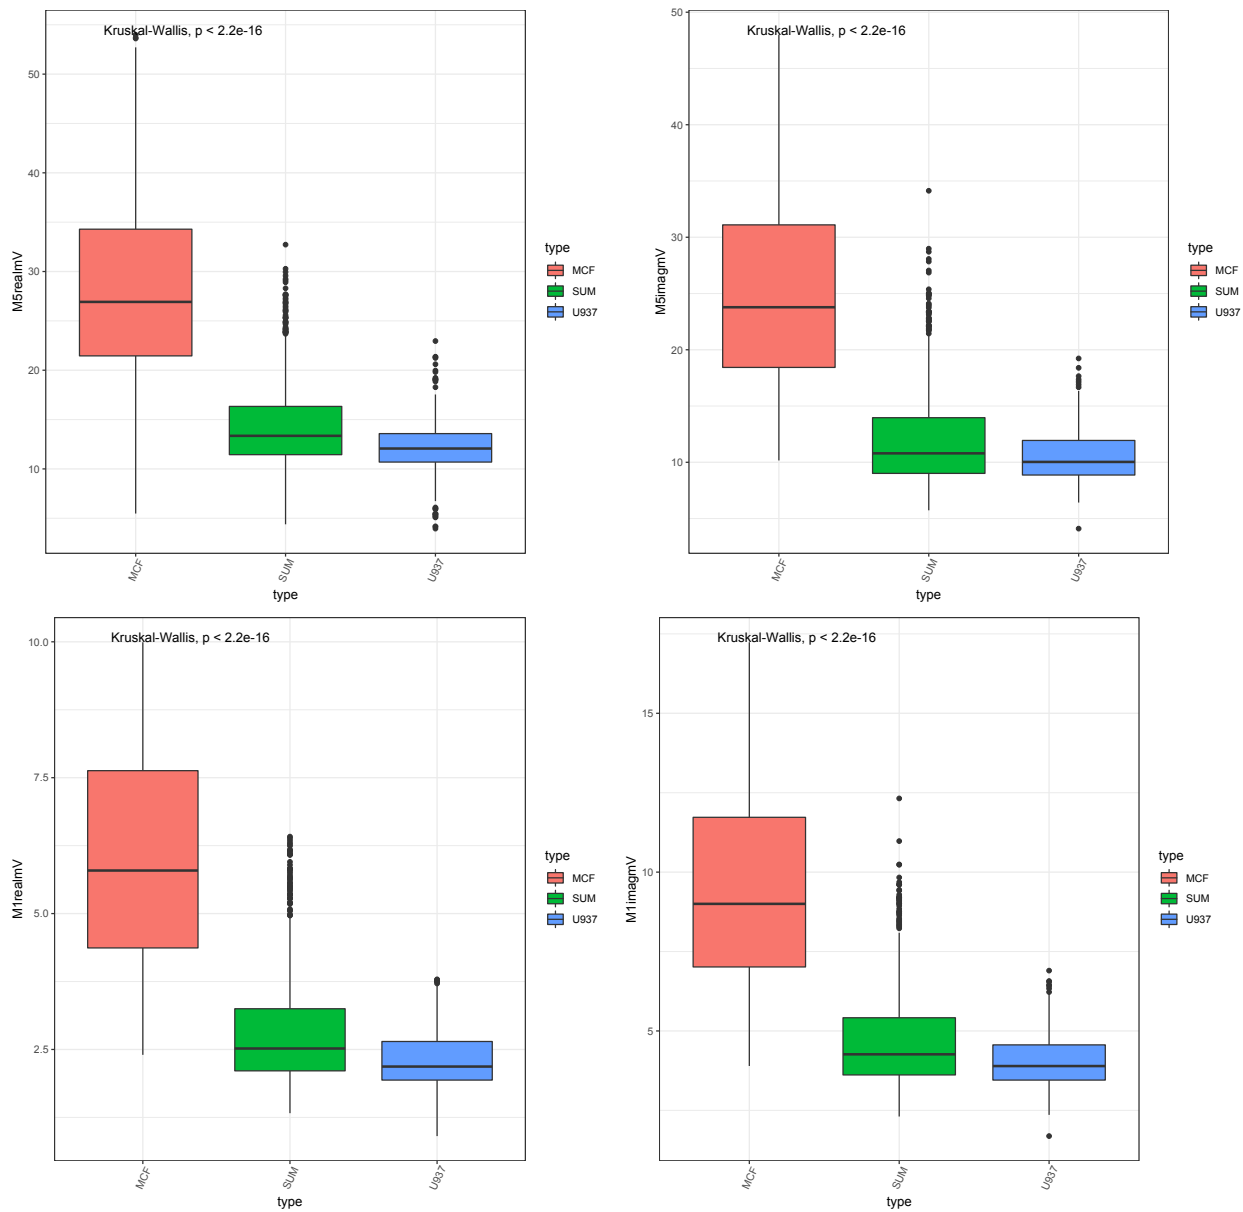 Kruskal-Wallis, p < 2.2e-16
50
40
30
20
10
M5realmV
MCF
SUM
U937
type
type
MCF
SUM
U937
Kruskal-Wallis, p < 2.2e-16
50
40
30
20
10
M5imagmV
MCF
SUM
U937
type
type
MCF
SUM
U937
Kruskal-Wallis, p < 2.2e-16
10.0
7.5
5.0
2.5
M1realmV
MCF
SUM
U937
type
type
MCF
SUM
U937
Kruskal-Wallis, p < 2.2e-16
15
10
5
M1imagmV
MCF
SUM
U937
type
type
MCF
SUM
U937